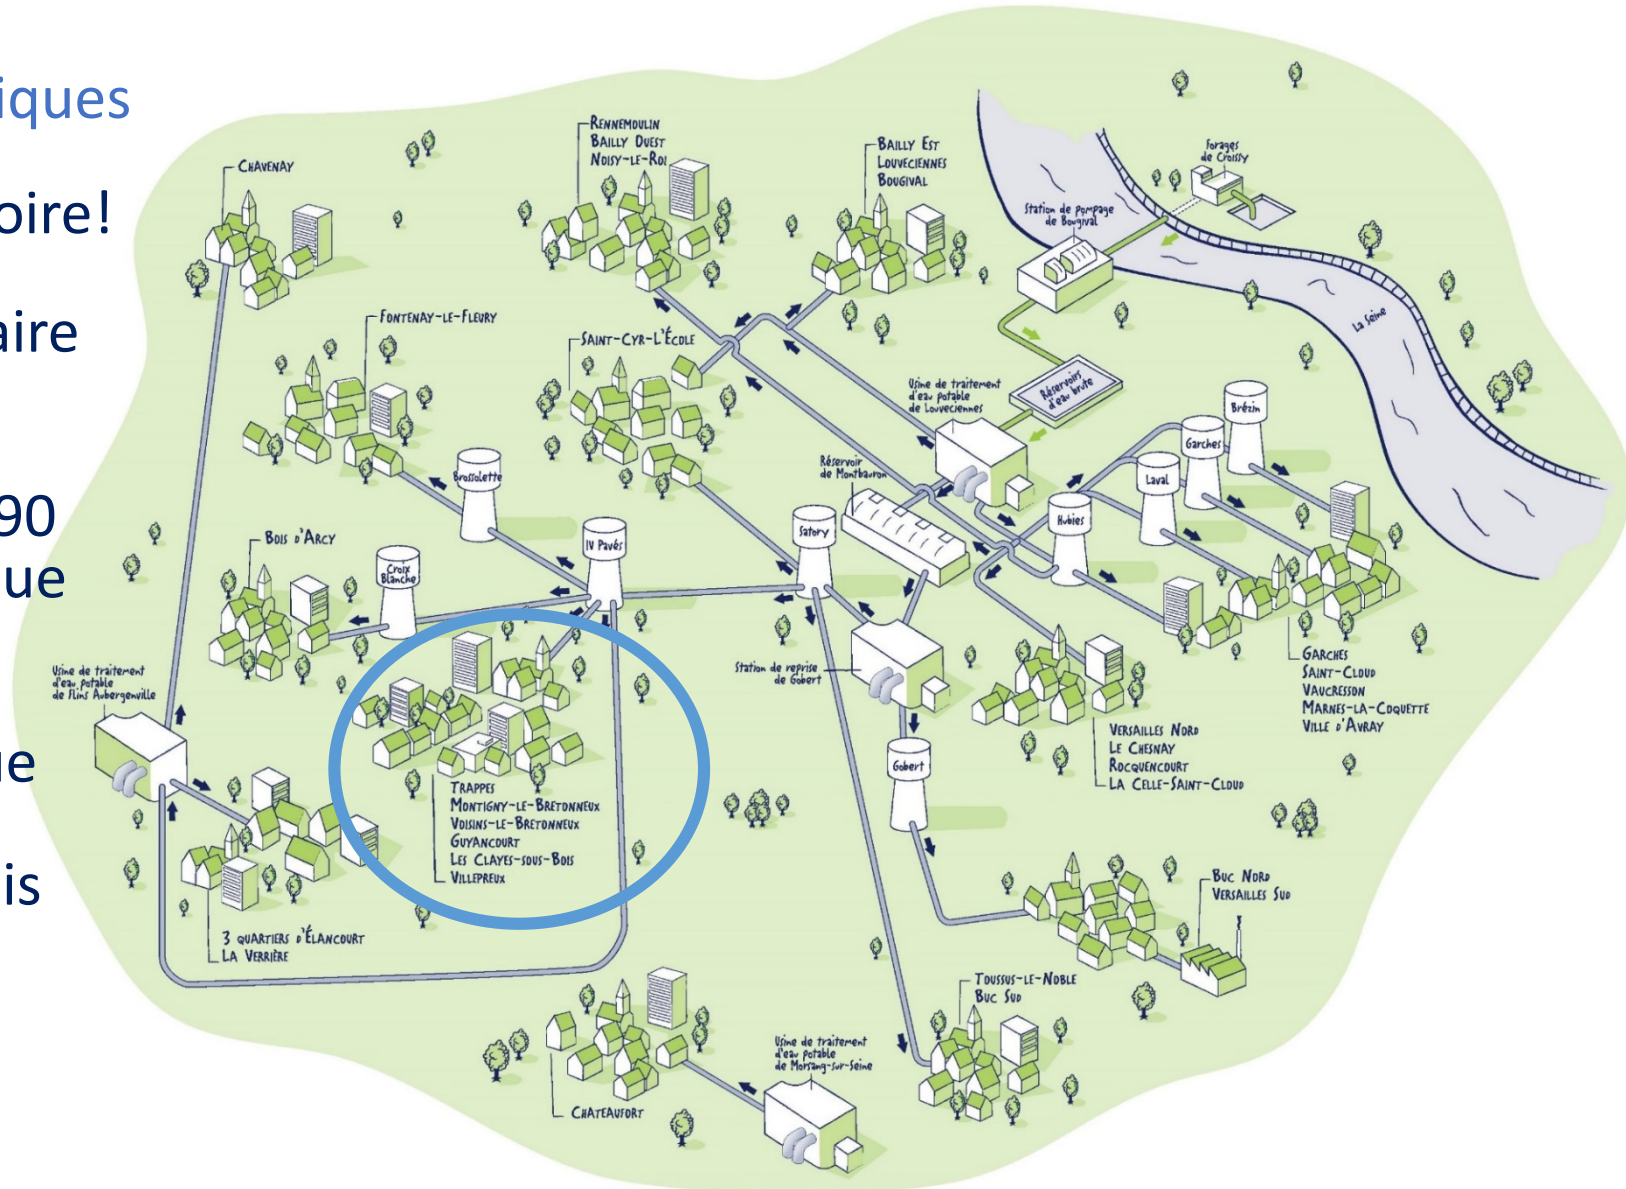 iques
oire!
aire
90
ue
ue
is
CHAVENAY
RENNEMOULIN
BAILLY OUEST
NOISY-LE-ROI
BAILLY EST
LOUVECIENNES
BOUGIVAL
Forages
de Croissy
Station de pompage
de Bougival
La Seine
FONTENAY-LE-FLEURY
SAINT-CYR-L'ÉCOLE
Usine de traitement
d'eau potable
de Louveciennes
Réservoirs
d'eau brute
Brézin
Garches
Laval
Hubies
Réservoir
de Montbauron
Brossolette
IV Pavés
Satory
BOIS D'ARCY
Croix
Blanche
Usine de traitement
d'eau potable
de Flins Aubergenville
Station de reprise
de Gobert
GARCHES
SAINT-CLOUD
VAUCRESSON
MARNES-LA-COQUETTE
VILLE D'AVRAY
VERSAILLES NORD
LE CHESNAY
ROCQUENCOURT
LA CELLE-SAINT-CLOUD
Gobert
TRAPPES
MONTIGNY-LE-BRETONNEUX
VOISINS-LE-BRETONNEUX
GUYANCOURT
LES CLAYES-SOUS-BOIS
VILLEPREUX
BUC NORD
VERSAILLES SUD
3 QUARTIERS D'ÉLANCOURT
LA VERRIÈRE
TOUSSUS-LE-NOBLE
BUC SUD
Usine de traitement
d'eau potable
de Morsang-sur-Seine
CHATEAUFORT